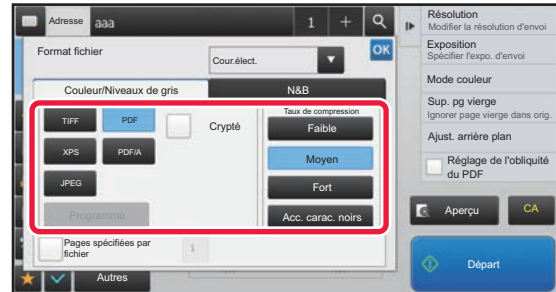 Adresse aaa 1 +
Format fichier
Cour.élect.
OK
Couleur/Niveaux de gris
N&B
TIFF
PDF
Crypté
XPS
PDF/A
JPEG
Programmé
Taux de compression
Faible
Moyen
Fort
Acc. carac. noirs
Pages spécifiées par
fichier
1
Autres
Résolution
Modifier la résolution d'envoi
Exposition
Spécifier l'expo. d'envoi
Mode couleur
Sup. pg vierge
Ignorer page vierge dans orig.
Ajust. arrière plan
Réglage de l'obliquité
du PDF
Aperçu
CA
Départ